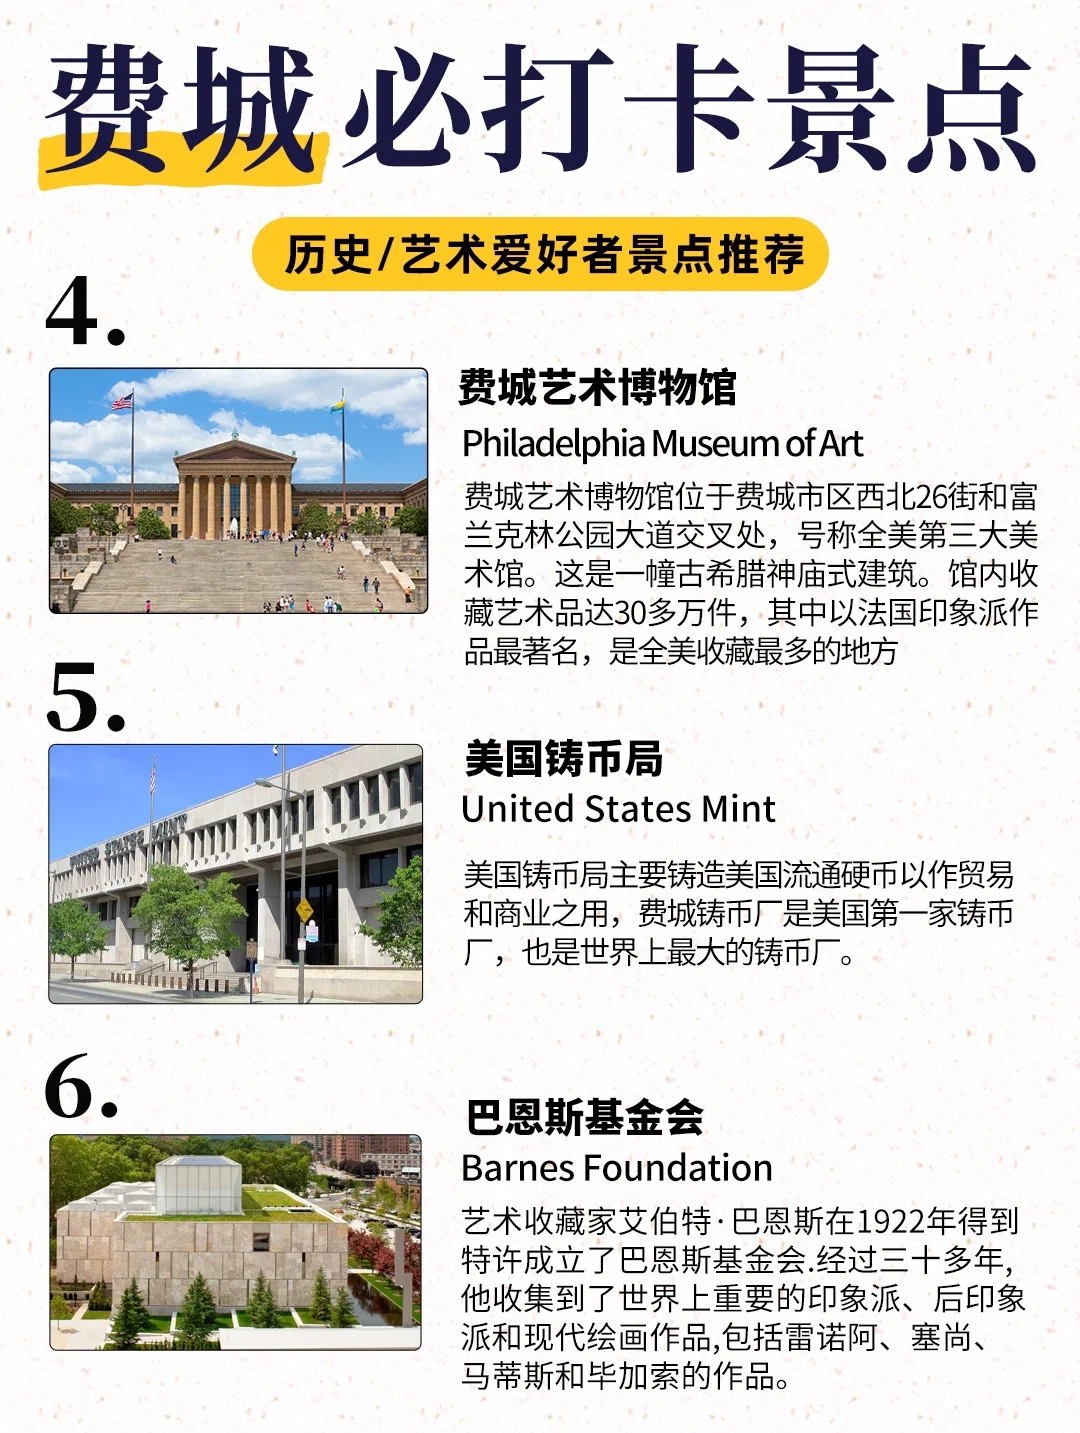 费城必打卡景点
历史/艺术爱好者景点推荐
4.
费城艺术博物馆
Philadelphia Museum of Art
费城艺术博物馆位于费城市区西北26街和富
兰克林公园大道交叉处，号称全美第三大美
术馆。这是一幢古希腊神庙式建筑。馆内收
藏艺术品达30多万件，其中以法国印象派作
品最著名，是全美收藏最多的地方
5.
UNITED STATES MINT
美国铸币局
United States Mint
美国铸币局主要铸造美国流通硬币以作贸易
和商业之用，费城铸币厂是美国第一家铸币
厂，也是世界上最大的铸币厂。
6.
巴恩斯基金会
Barnes Foundation
艺术收藏家艾伯特·巴恩斯在1922年得到
特许成立了巴恩斯基金会.经过三十多年,
他收集到了世界上重要的印象派、后印象
派和现代绘画作品,包括雷诺阿、塞尚、
马蒂斯和毕加索的作品。